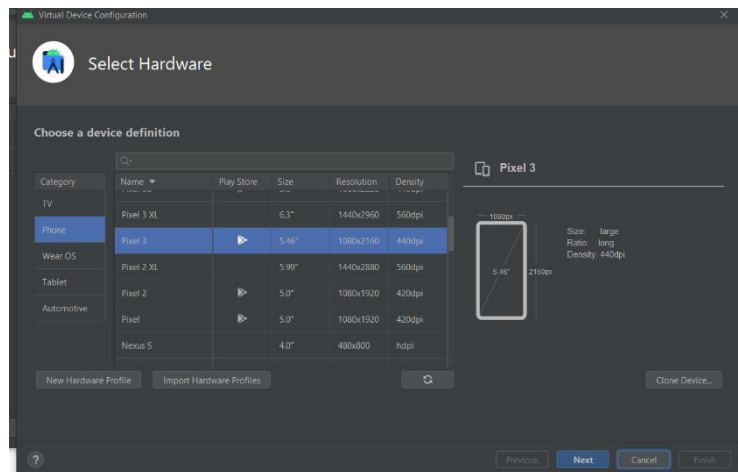 Virtual Device Configuration
Select Hardware
Choose a device definition
Category
TV
Phone
Wear OS
Tablet
Automotive
Name Play Store Size Resolution Density
Pixel 3 XL 6.3" 1440x2960 560dpi
Pixel 3 5.46" 1080x2160 440dpi
Pixel 2 XL 5.99" 1440x2880 560dpi
Pixel 2 5.0" 1080x1920 420dpi
Pixel 5.0" 1080x1920 420dpi
Nexus S 4.0" 480x800 hdpi
New Hardware Profile Import Hardware Profiles
Pixel 3
1080px
5.46" 2160px
Size: large
Ratio: long
Density: 440dpi
Clone Device...
? Previous Next Cancel Finish